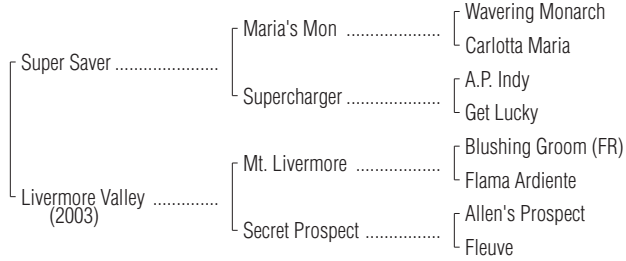 Wavering Monarch
Maria's Mon ....................
Carlotta Maria
Super Saver ......................
A.P. Indy
Supercharger ....................
Get Lucky
Blushing Groom (FR)
Mt. Livermore ..................
Flama Ardiente
Livermore Valley ..............
(2003)
Allen's Prospect
Secret Prospect ................
Fleuve